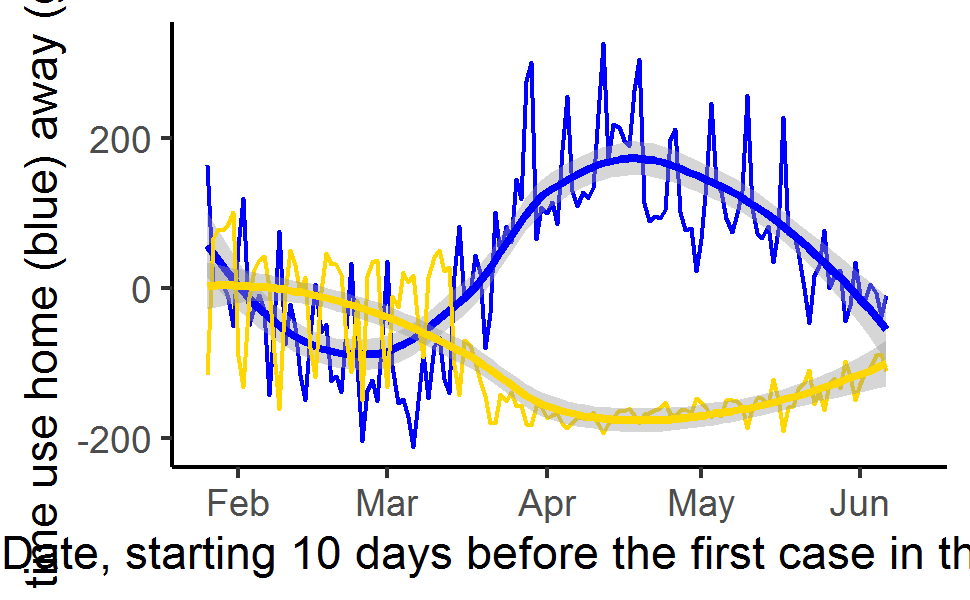 time use home (blue) away (
200
0
-200
Feb Mar Apr May Jun
Date, starting 10 days before the first case in th